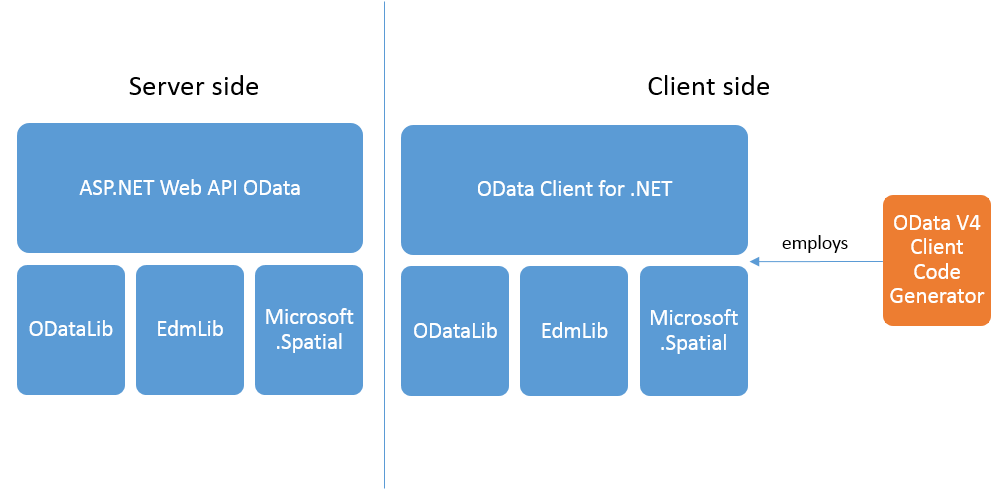 Server side
ASP.NET Web API OData
ODataLib
EdmLib
Microsoft
.Spatial
Client side
OData Client for .NET
ODataLib
EdmLib
Microsoft
.Spatial
employs
OData V4
Client
Code
Generator